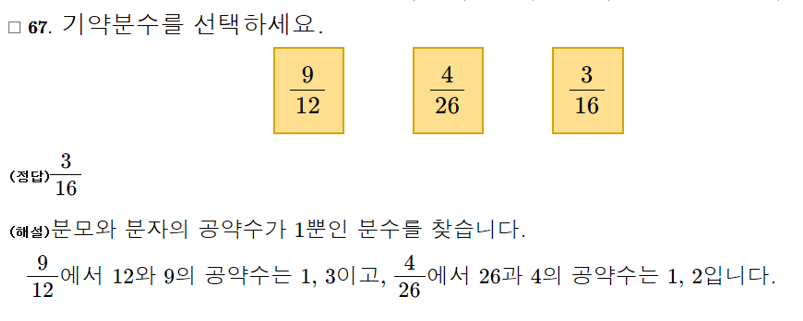 □ 67. 기약분수를 선택하세요.
9/12 4/26 3/16
(정답) 3/16
(해설)분모와 분자의 공약수가 1뿐인 분수를 찾습니다.
9/12에서 12와 9의 공약수는 1, 3이고, 4/26에서 26과 4의 공약수는 1, 2입니다.